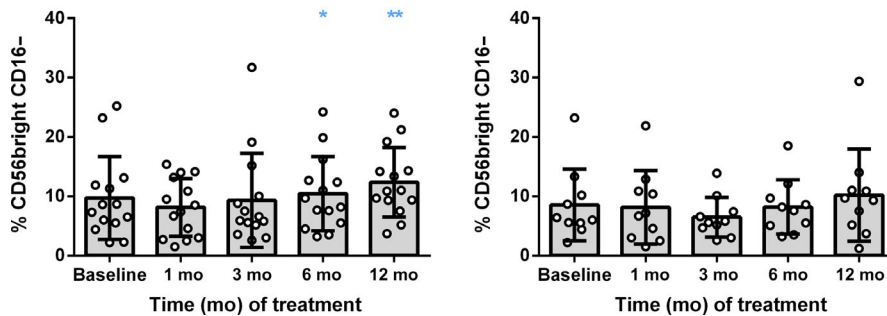 % CD56bright CD16−
40
30
20
10
0
* **
Baseline 1 mo 3 mo 6 mo 12 mo
Time (mo) of treatment
% CD56bright CD16−
40
30
20
10
0
Baseline 1 mo 3 mo 6 mo 12 mo
Time (mo) of treatment